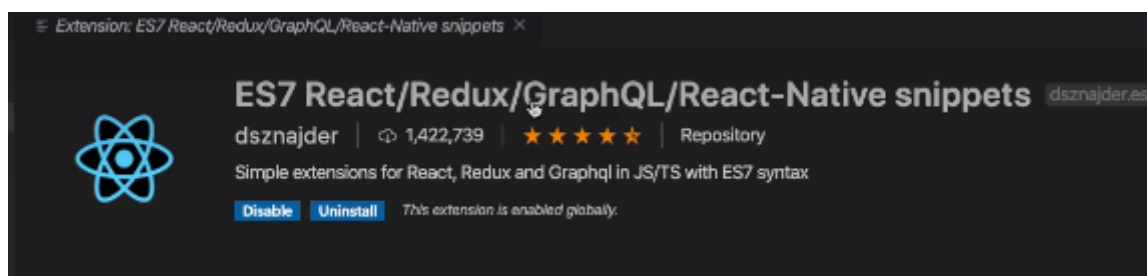 Extension: ES7 React/Redux/GraphQL/React-Native snippets
ES7 React/Redux/GraphQL/React-Native snippets dsznajder.es
dsznajder 1,422,739 Repository
Simple extensions for React, Redux and Graphql in JS/TS with ES7 syntax
Disable Uninstall This extension is enabled globally.